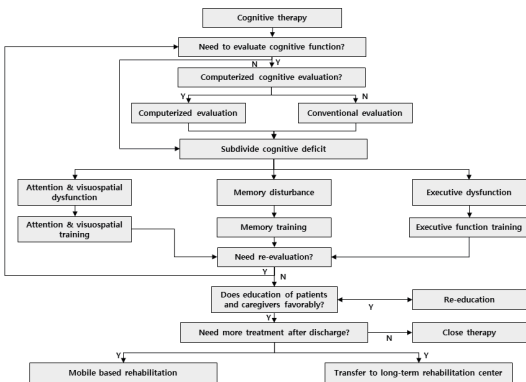 Cognitive therapy
Need to evaluate cognitive function?
N
Y
Computerized cognitive evaluation?
Y
N
Computerized evaluation
Conventional evaluation
Subdivide cognitive deficit
Attention & visuospatial
dysfunction
Memory disturbance
Executive dysfunction
Attention & visuospatial
training
Memory training
Executive function training
Need re-evaluation?
Y
N
Does education of patients
and caregivers favorably?
Y
Re-education
Y
Need more treatment after discharge?
N
Close therapy
Y
Y
Mobile based rehabilitation
Transfer to long-term rehabilitation center